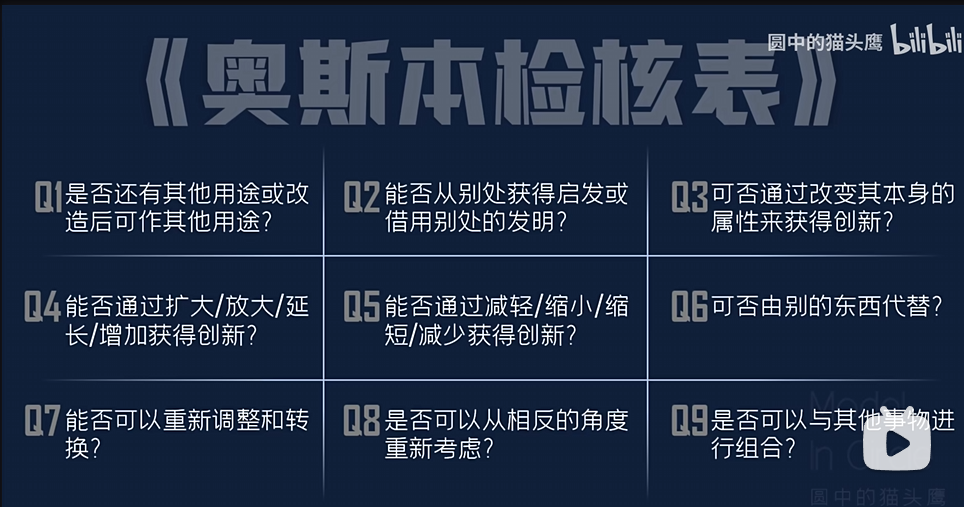 圆中的猫头鹰 bilibili
《奥斯本检核表》
Q1 是否还有其他用途或改
造后可作其他用途?
Q2 能否从别处获得启发或
借用别处的发明?
Q3 可否通过改变其本身的
属性来获得创新?
Q4 能否通过扩大/放大/延
长/增加获得创新?
Q5 能否通过减轻/缩小/缩
短/减少获得创新?
Q6 可否由别的东西代替?
Q7 能否可以重新调整和转
换?
Q8 是否可以从相反的角度
重新考虑?
Q9 是否可以与其他事物进
行组合?
Model
In
圆中的猫头鹰